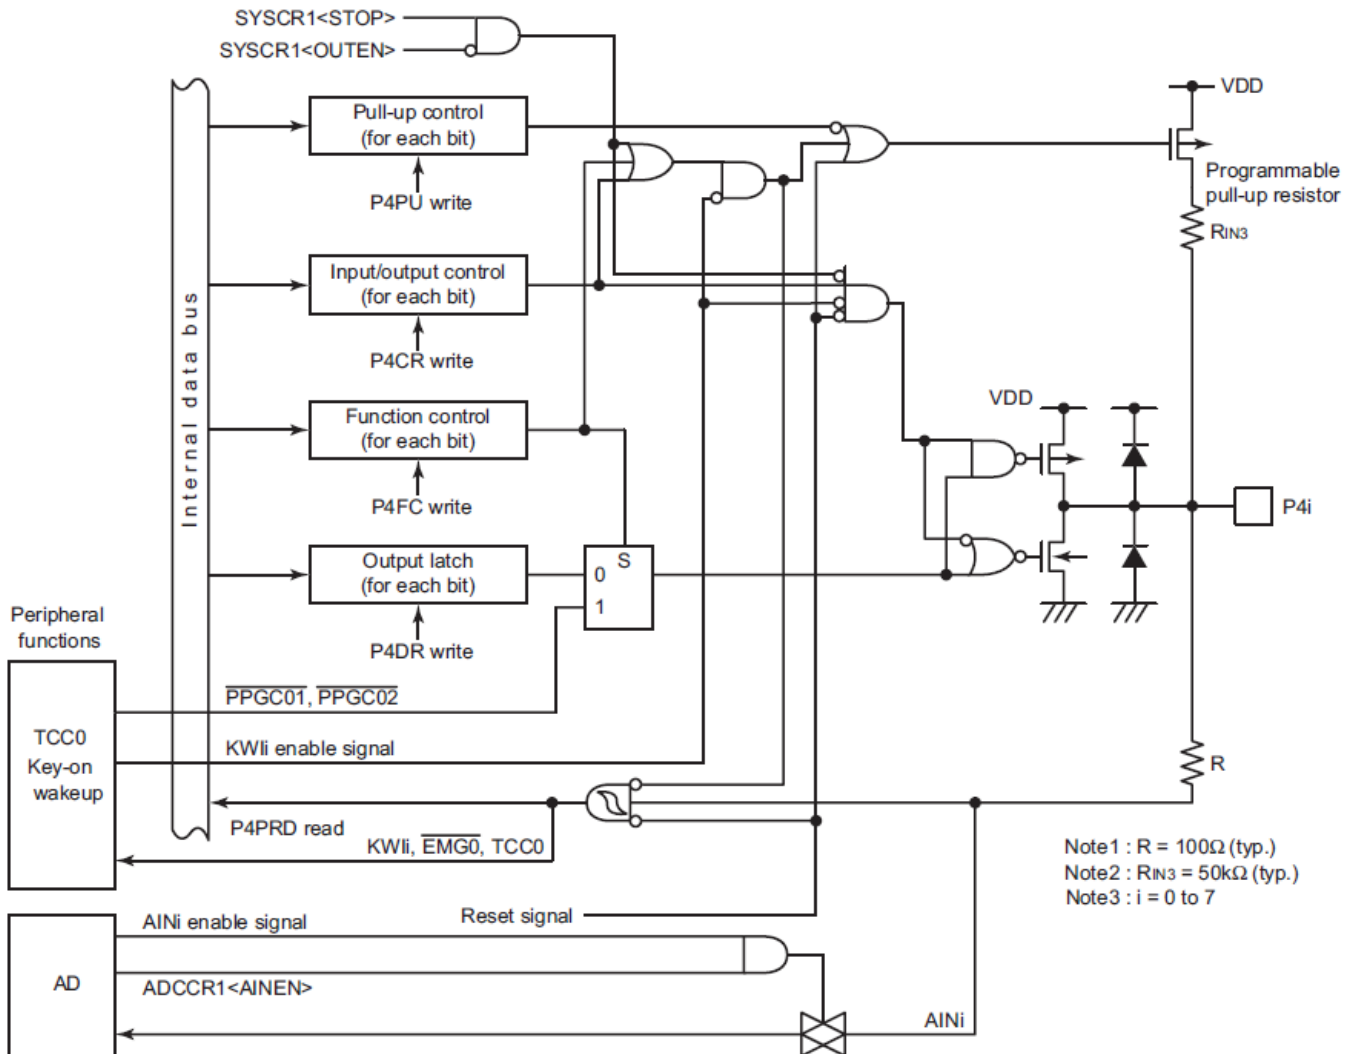 SYSCR1<STOP>
SYSCR1<OUTEN>
VDD
Pull-up control
(for each bit)
P4PU write
Programmable
pull-up resistor
RIN3
Internal data bus
Input/output control
(for each bit)
P4CR write
Function control
(for each bit)
P4FC write
VDD
P4i
Output latch
(for each bit)
P4DR write
S
0
1
Peripheral
functions
TCC0
Key-on
wakeup
PPGC01, PPGC02
KWIi enable signal
R
P4PRD read
KWIi, EMG0, TCC0
Note1 : R = 100Ω (typ.)
Note2 : RIN3 = 50kΩ (typ.)
Note3 : i = 0 to 7
Reset signal
AINi enable signal
AD
ADCCR1<AINEN>
AINi